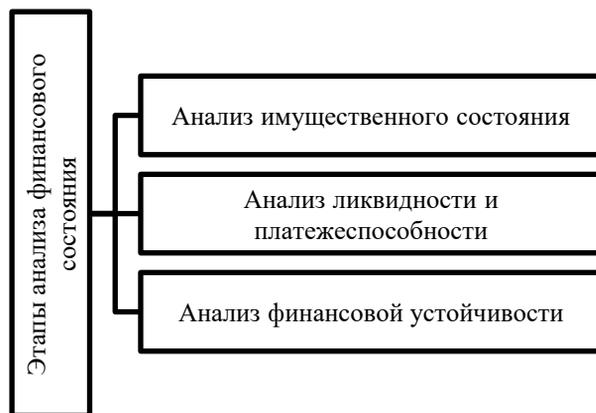 Этапы анализа финансового
состояния
Анализ имущественного состояния
Анализ ликвидности и
платежеспособности
Анализ финансовой устойчивости